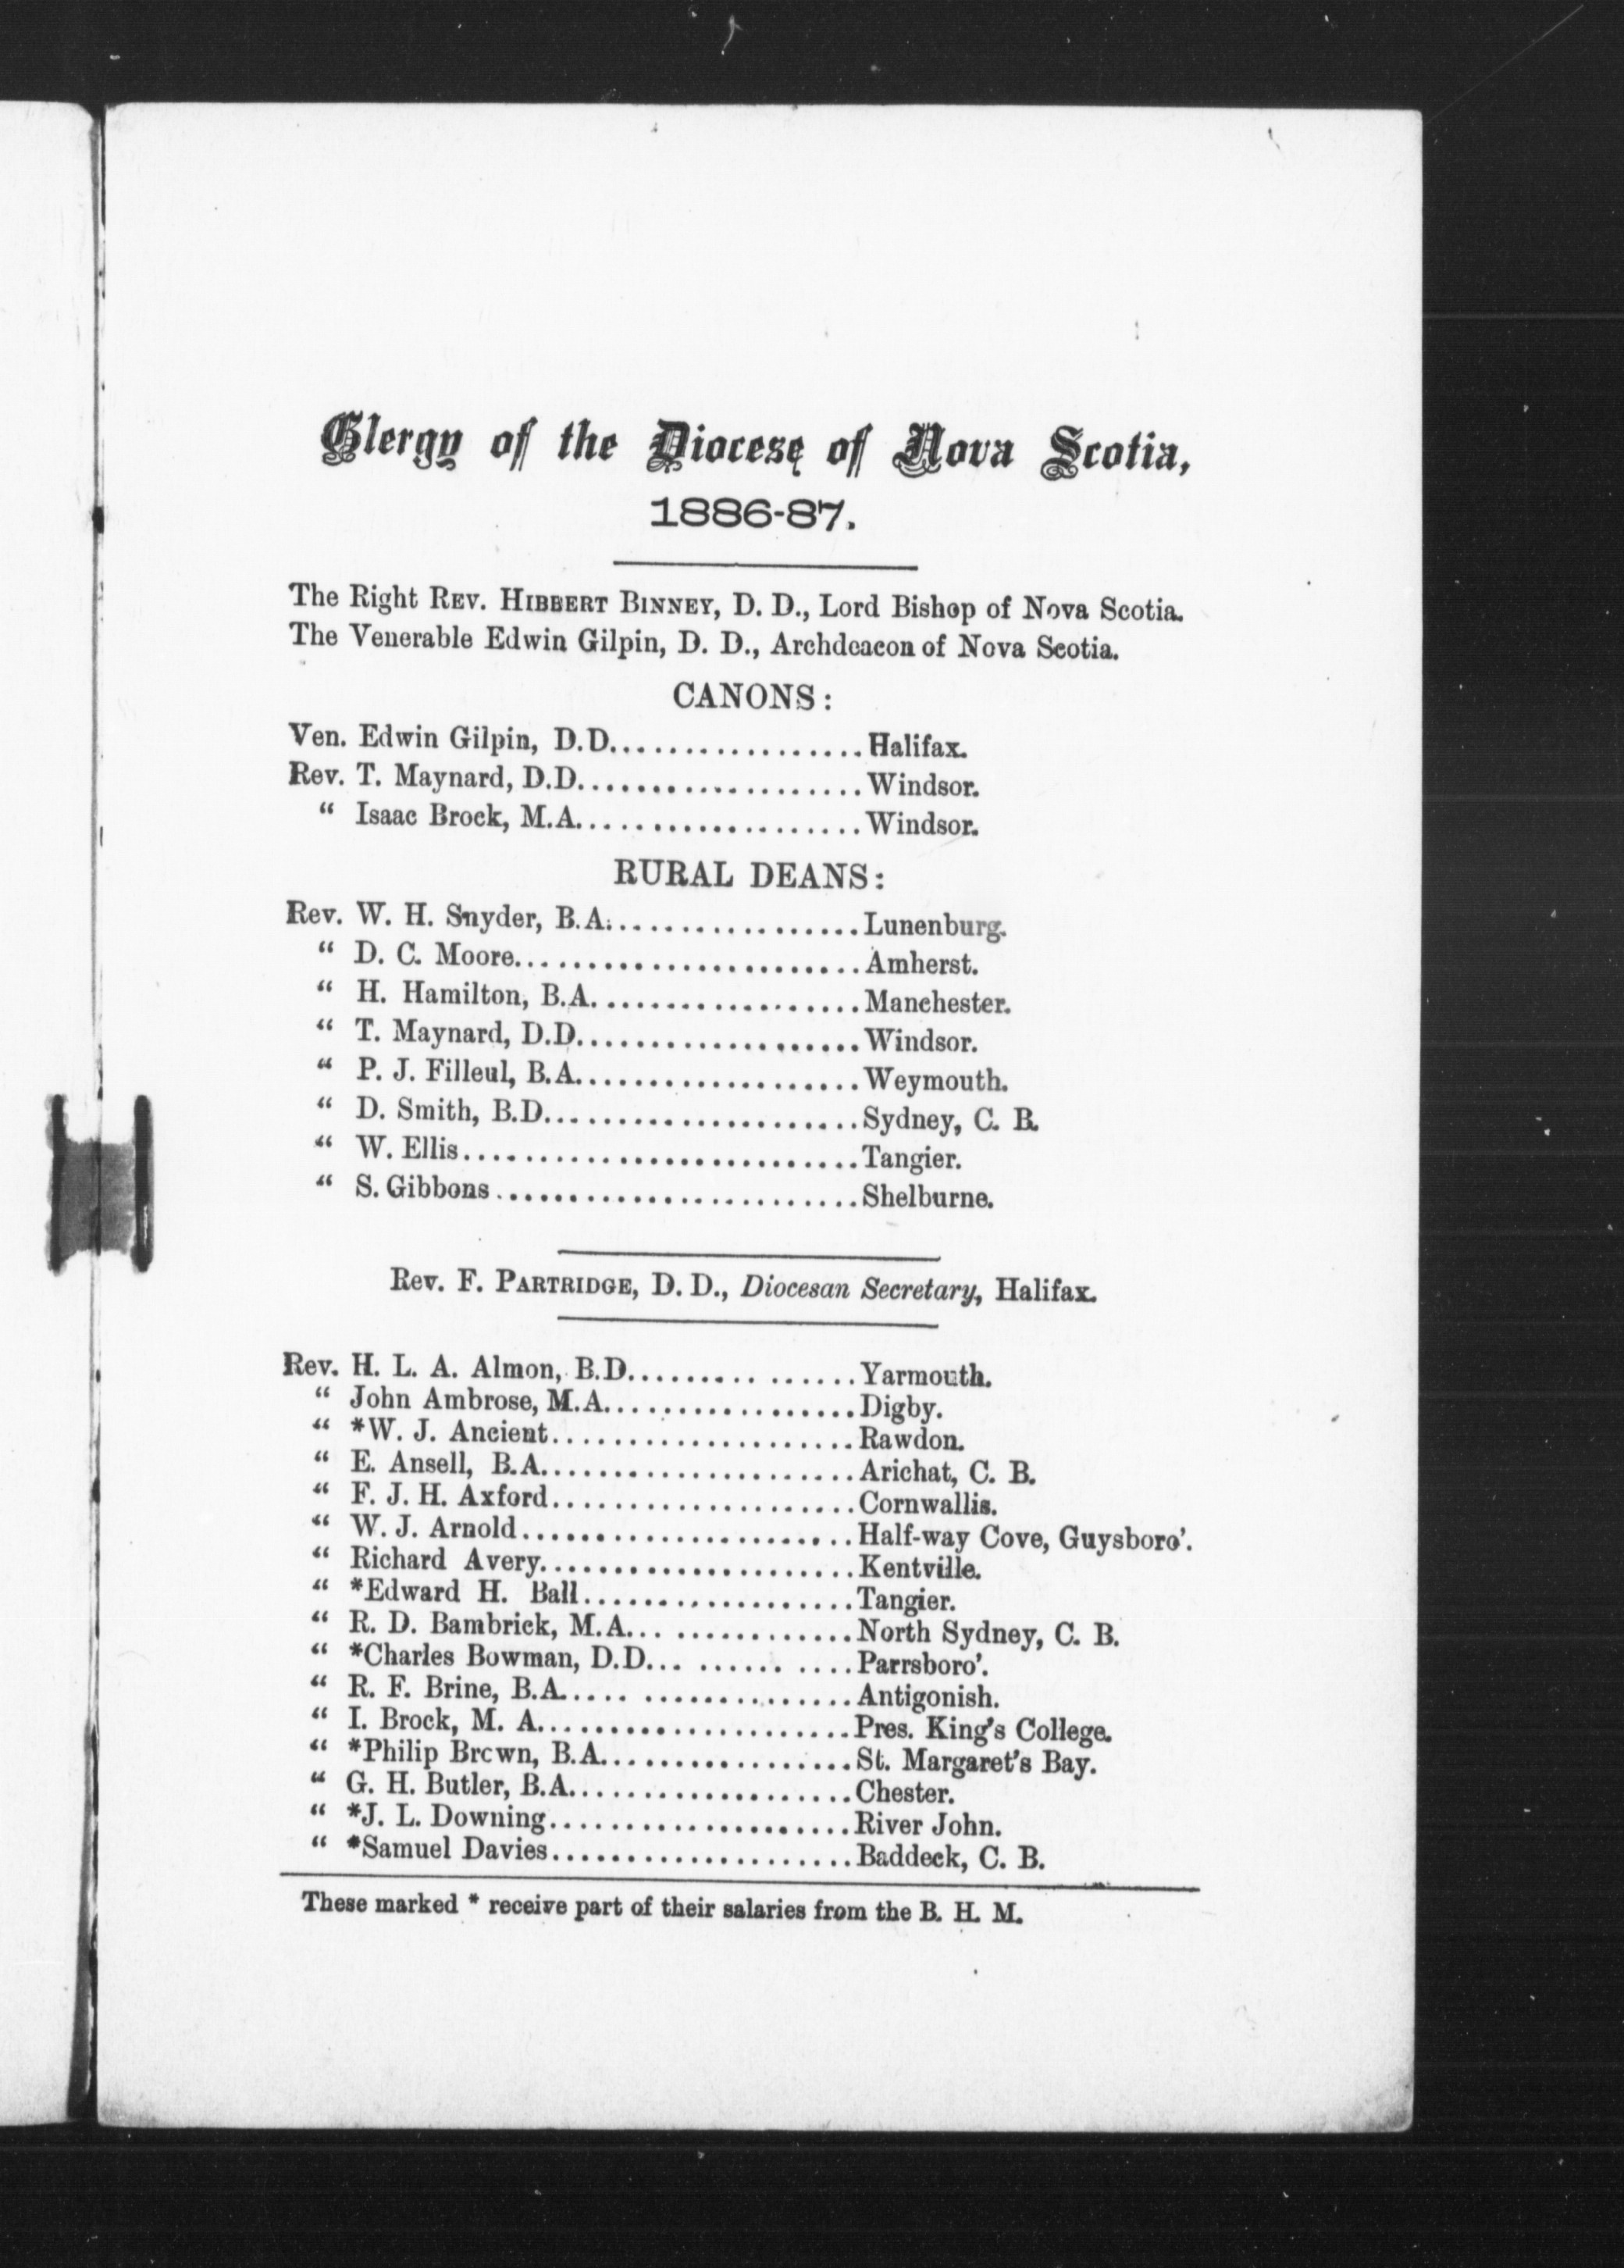 Clergy of the Diocese of Nova Scotia,
1886-87.
The Right Rev. Hibbert Binney, D. D., Lord Bishop of Nova Scotia.
The Venerable Edwin Gilpin, D. D., Archdeacon of Nova Scotia.
CANONS:
Ven. Edwin Gilpin, D.D..................Halifax.
Rev. T. Maynard, D.D...................Windsor.
" Isaac Brock, M.A...................Windsor.
RURAL DEANS:
Rev. W. H. Snyder, B.A..................Lunenburg.
" D. C. Moore.......................Amherst.
" H. Hamilton, B.A..................Manchester.
" T. Maynard, D.D...................Windsor.
" P. J. Filleul, B.A...................Weymouth.
" D. Smith, B.D.....................Sydney, C. B.
" W. Ellis..........................Tangier.
" S. Gibbons........................Shelburne.
Rev. F. Partridge, D. D., Diocesan Secretary, Halifax.
Rev. H. L. A. Almon, B.D......... ......Yarmouth.
" John Ambrose, M.A.................Digby.
" *W. J. Ancient....................Rawdon.
" E. Ansell, B.A.....................Arichat, C. B.
" F. J. H. Axford....................Cornwallis.
" W. J. Arnold......................Half-way Cove, Guysboro'.
" Richard Avery.....................Kentville.
" *Edward H. Ball..................Tangier.
" R. D. Bambrick, M.A... ............North Sydney, C. B.
" *Charles Bowman, D.D... ...... ....Parrsboro'.
" R. F. Brine, B.A..... ..............Antigonish.
" I. Brock, M. A.....................Pres. King's College.
" *Philip Brown, B.A.................St. Margaret's Bay.
" G. H. Butler, B.A...................Chester.
" *J. L. Downing....................River John.
" *Samuel Davies....................Baddeck, C. B.
These marked * receive part of their salaries from the B. H. M.